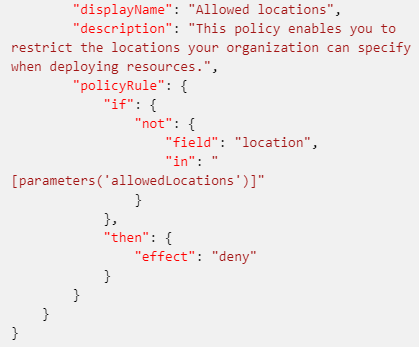 "displayName": "Allowed locations",
"description": "This policy enables you to
restrict the locations your organization can specify
when deploying resources.",
"policyRule": {
"if": {
"not": {
"field": "location",
"in": "
[parameters('allowedLocations')]"
}
},
"then": {
"effect": "deny"
}
}
}
}